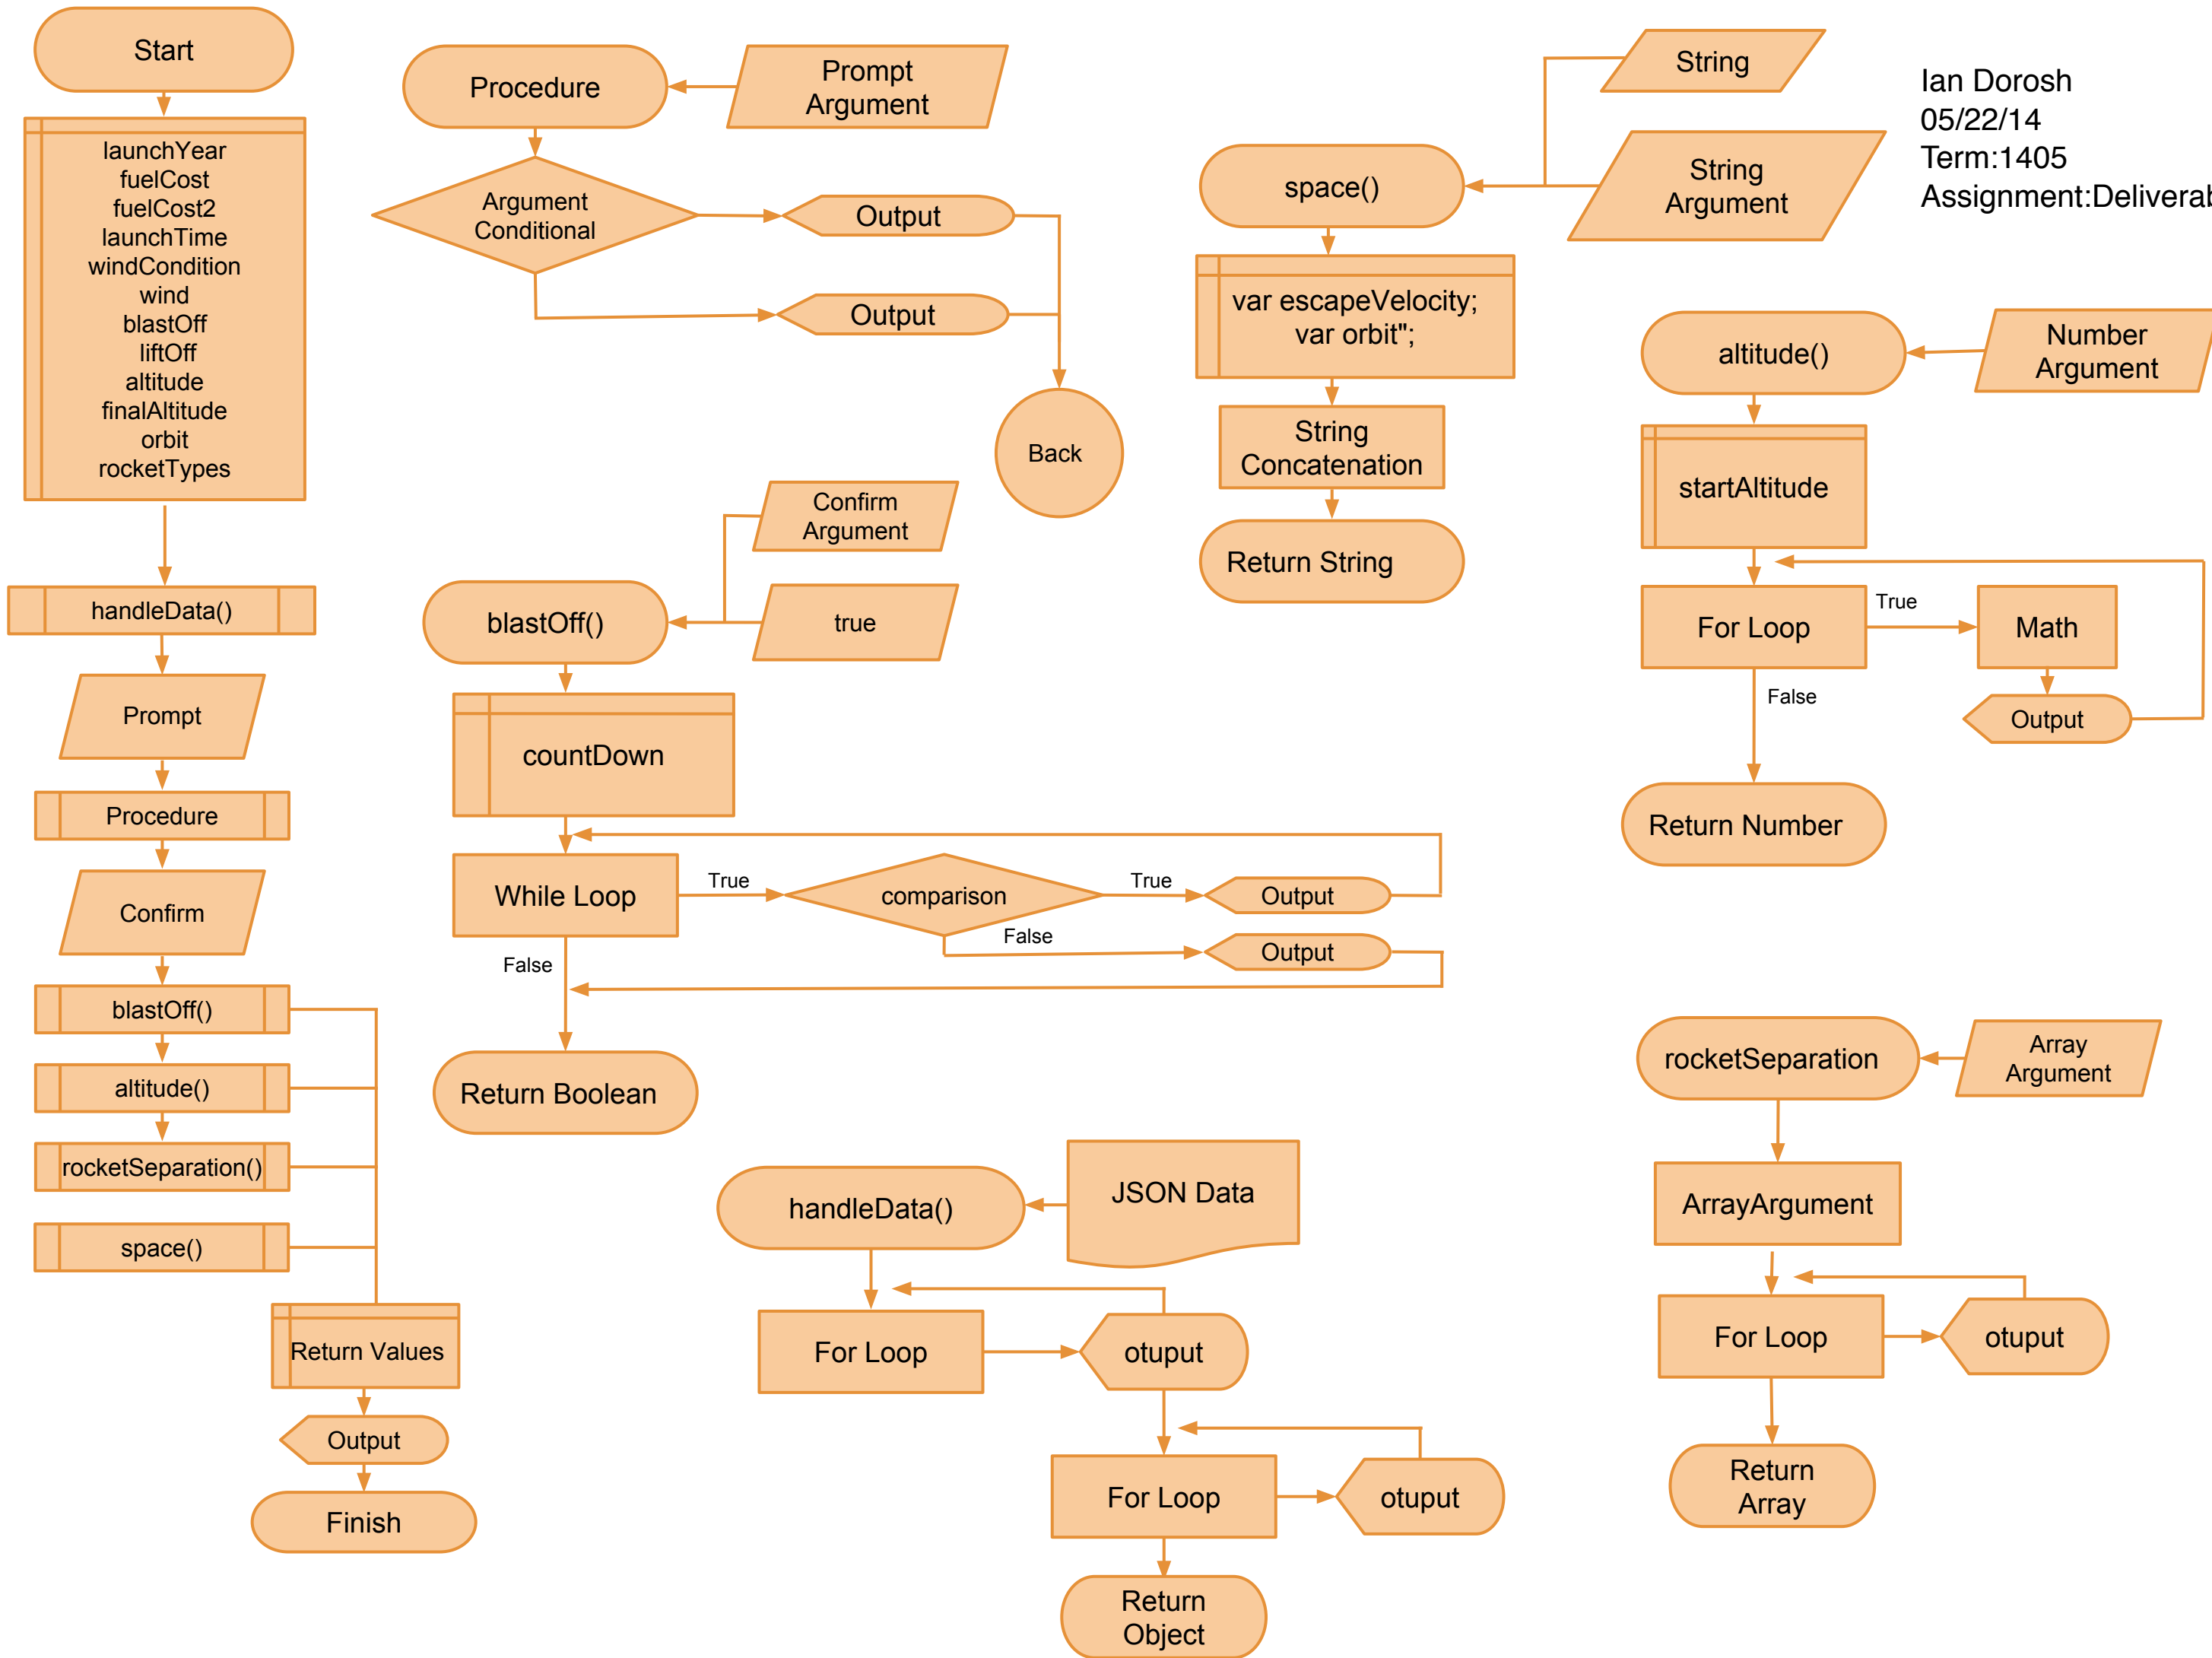 Start
launchYear
fuelCost
fuelCost2
launchTime
windCondition
wind
blastOff
liftOff
altitude
finalAltitude
orbit
rocketTypes
handleData()
Prompt
Procedure
Confirm
blastOff()
altitude()
rocketSeparation()
space()
Return Values
Output
Finish
Procedure
Prompt
Argument
Argument
Conditional
Output
Output
Back
Confirm
Argument
blastOff()
true
countDown
While Loop
True
comparison
True
Output
False
Output
False
Return Boolean
handleData()
JSON Data
For Loop
otuput
For Loop
otuput
Return
Object
String
space()
String
Argument
var escapeVelocity;
var orbit";
String
Concatenation
Return String
Ian Dorosh
05/22/14
Term:1405
Assignment:Deliverab
altitude()
Number
Argument
startAltitude
For Loop
True
Math
False
Output
Return Number
rocketSeparation
Array
Argument
ArrayArgument
For Loop
otuput
Return
Array